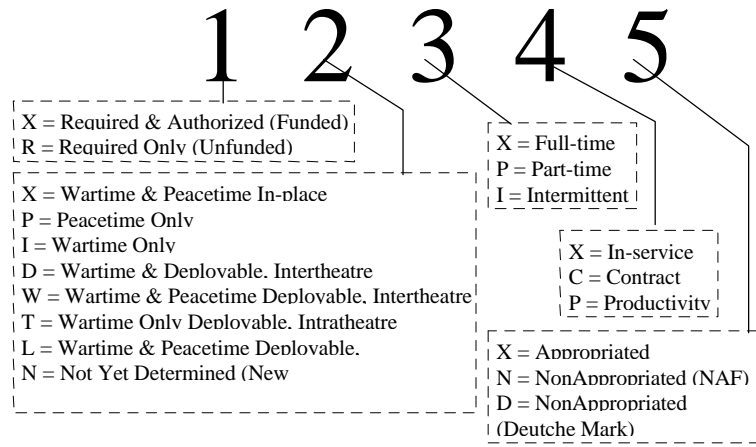 1 2 3 4 5
X = Required & Authorized (Funded)
R = Required Only (Unfunded)
X = Wartime & Peacetime In-place
P = Peacetime Only
I = Wartime Only
D = Wartime & Deployable, Intertheatre
W = Wartime & Peacetime Deployable, Intertheatre
T = Wartime Only Deployable, Intratheatre
L = Wartime & Peacetime Deployable,
N = Not Yet Determined (New
X = Full-time
P = Part-time
I = Intermittent
X = In-service
C = Contract
P = Productivity
X = Appropriated
N = NonAppropriated (NAF)
D = NonAppropriated
(Deutche Mark)